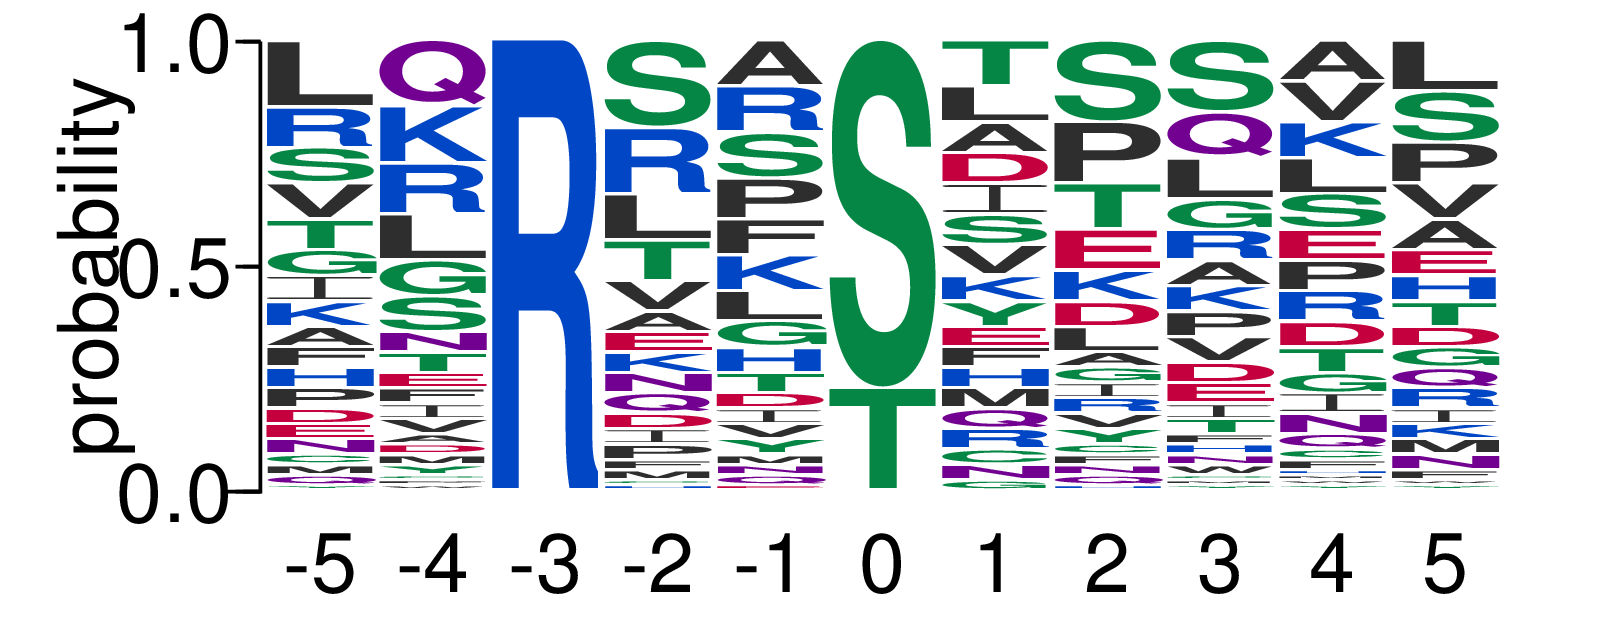 probability
1.0
0.5
0.0
L Q R S A S T S S A L
R K R R T L P Q V S
S R L S A T L K P
V L T P D E G L V
T G V F I K R S A
G S A K S D A E E
I N E L V L K P H
K T K G K A P R T
A E N H Y G V D D
F F Q T E I D T G
H I D D F R E G Q
P V I I H V I I R
D A P V M Y T N I
E D F Y Q C F Q K
N V M M R F H C M
C Y H N C N N F N
M C Q N Q M H F
Q
-5 -4 -3 -2 -1 0 1 2 3 4 5